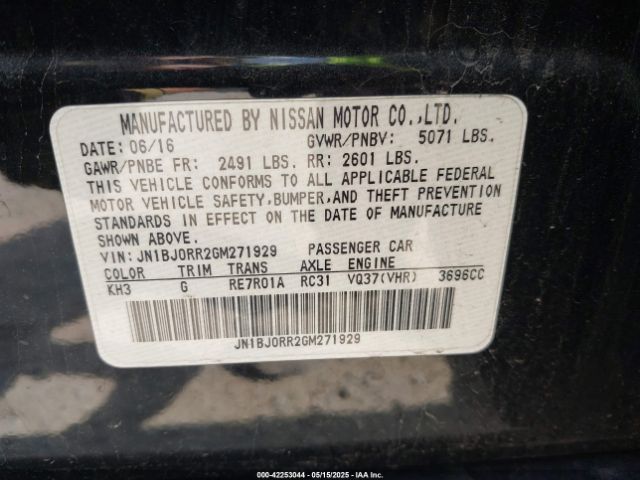 MANUFACTURED BY NISSAN MOTOR CO.,LTD.
DATE: 06/16 GVWR/PNBV: 5071 LBS.
GAWR/PNBE FR: 2491 LBS. RR: 2601 LBS.
THIS VEHICLE CONFORMS TO ALL APPLICABLE FEDERAL
MOTOR VEHICLE SAFETY,BUMPER,AND THEFT PREVENTION
STANDARDS IN EFFECT ON THE DATE OF MANUFACTURE
SHOWN ABOVE.
VIN: JN1BJ0RR2GM271929 PASSENGER CAR
COLOR TRIM TRANS AXLE ENGINE
KH3 G RE7R01A RC31 VQ37(VHR) 3696CC
JN1BJ0RR2GM271929
000-42253044 - 05/15/2025 - IAA Inc.